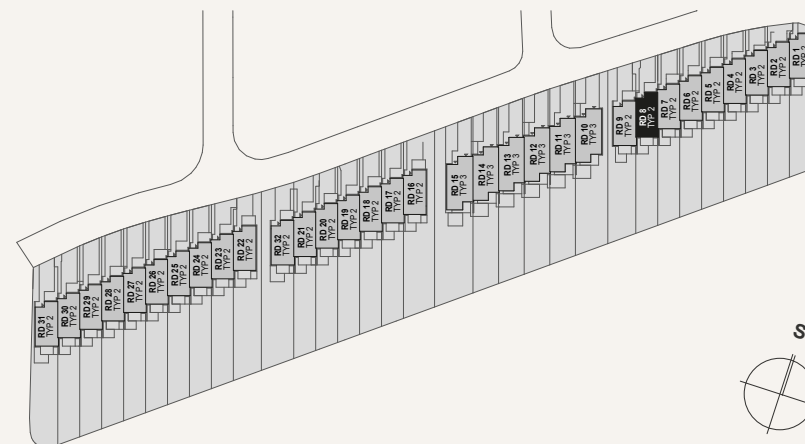 RD 31
TYP 2
RD 30
TYP 2
RD 29
TYP 2
RD 28
TYP 2
RD 27
TYP 2
RD 26
TYP 2
RD 25
TYP 2
RD 24
TYP 2
RD 23
TYP 2
RD 22
TYP 2
RD 32
TYP 2
RD 21
TYP 2
RD 20
TYP 2
RD 19
TYP 2
RD 18
TYP 2
RD 17
TYP 2
RD 16
TYP 2
RD 15
TYP 3
RD 14
TYP 3
RD 13
TYP 3
RD 12
TYP 3
RD 11
TYP 3
RD 10
TYP 3
RD 9
TYP 2
RD 8
TYP 2
RD 7
TYP 2
RD 6
TYP 2
RD 5
TYP 2
RD 4
TYP 2
RD 3
TYP 2
RD 2
TYP 2
RD 1
TYP 2
S